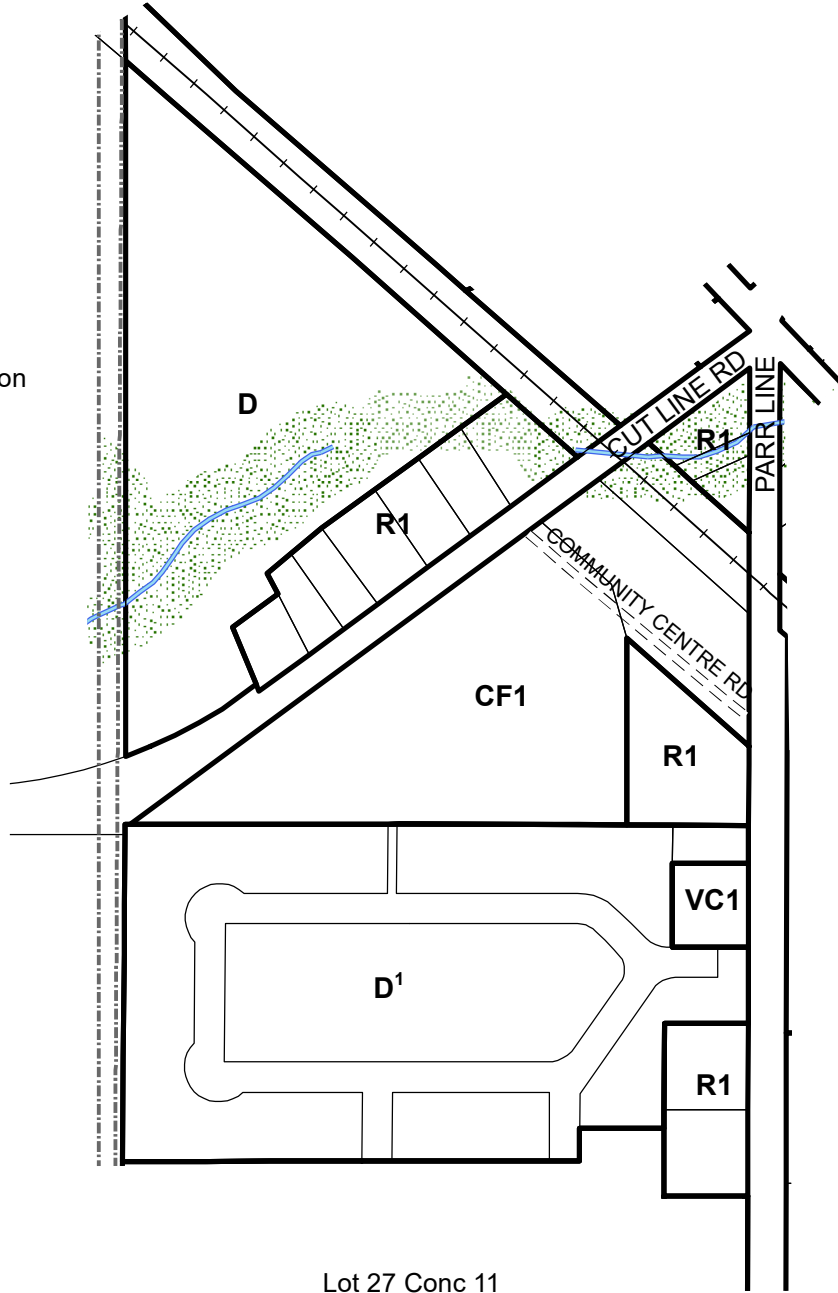 on
D
CUT LINE RD
R1
PARR LINE
R1
COMMUNITY CENTRE RD
CF1
R1
VC1
D¹
R1
Lot 27 Conc 11